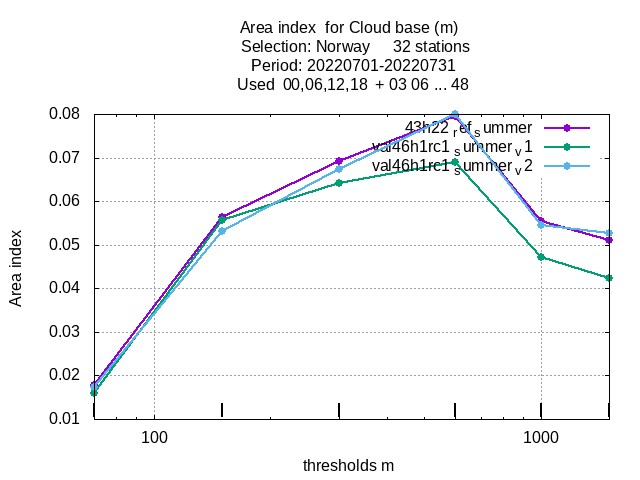 Area index  for Cloud base (m)
Selection: Norway     32 stations
Period: 20220701-20220731
Used  00,06,12,18  + 03 06 ... 48
43h22_ref_summer
val46h1rc1_summer_v1
val46h1rc1_summer_v2
0.08
0.07
0.06
0.05
0.04
0.03
0.02
0.01
Area index
100
1000
thresholds m